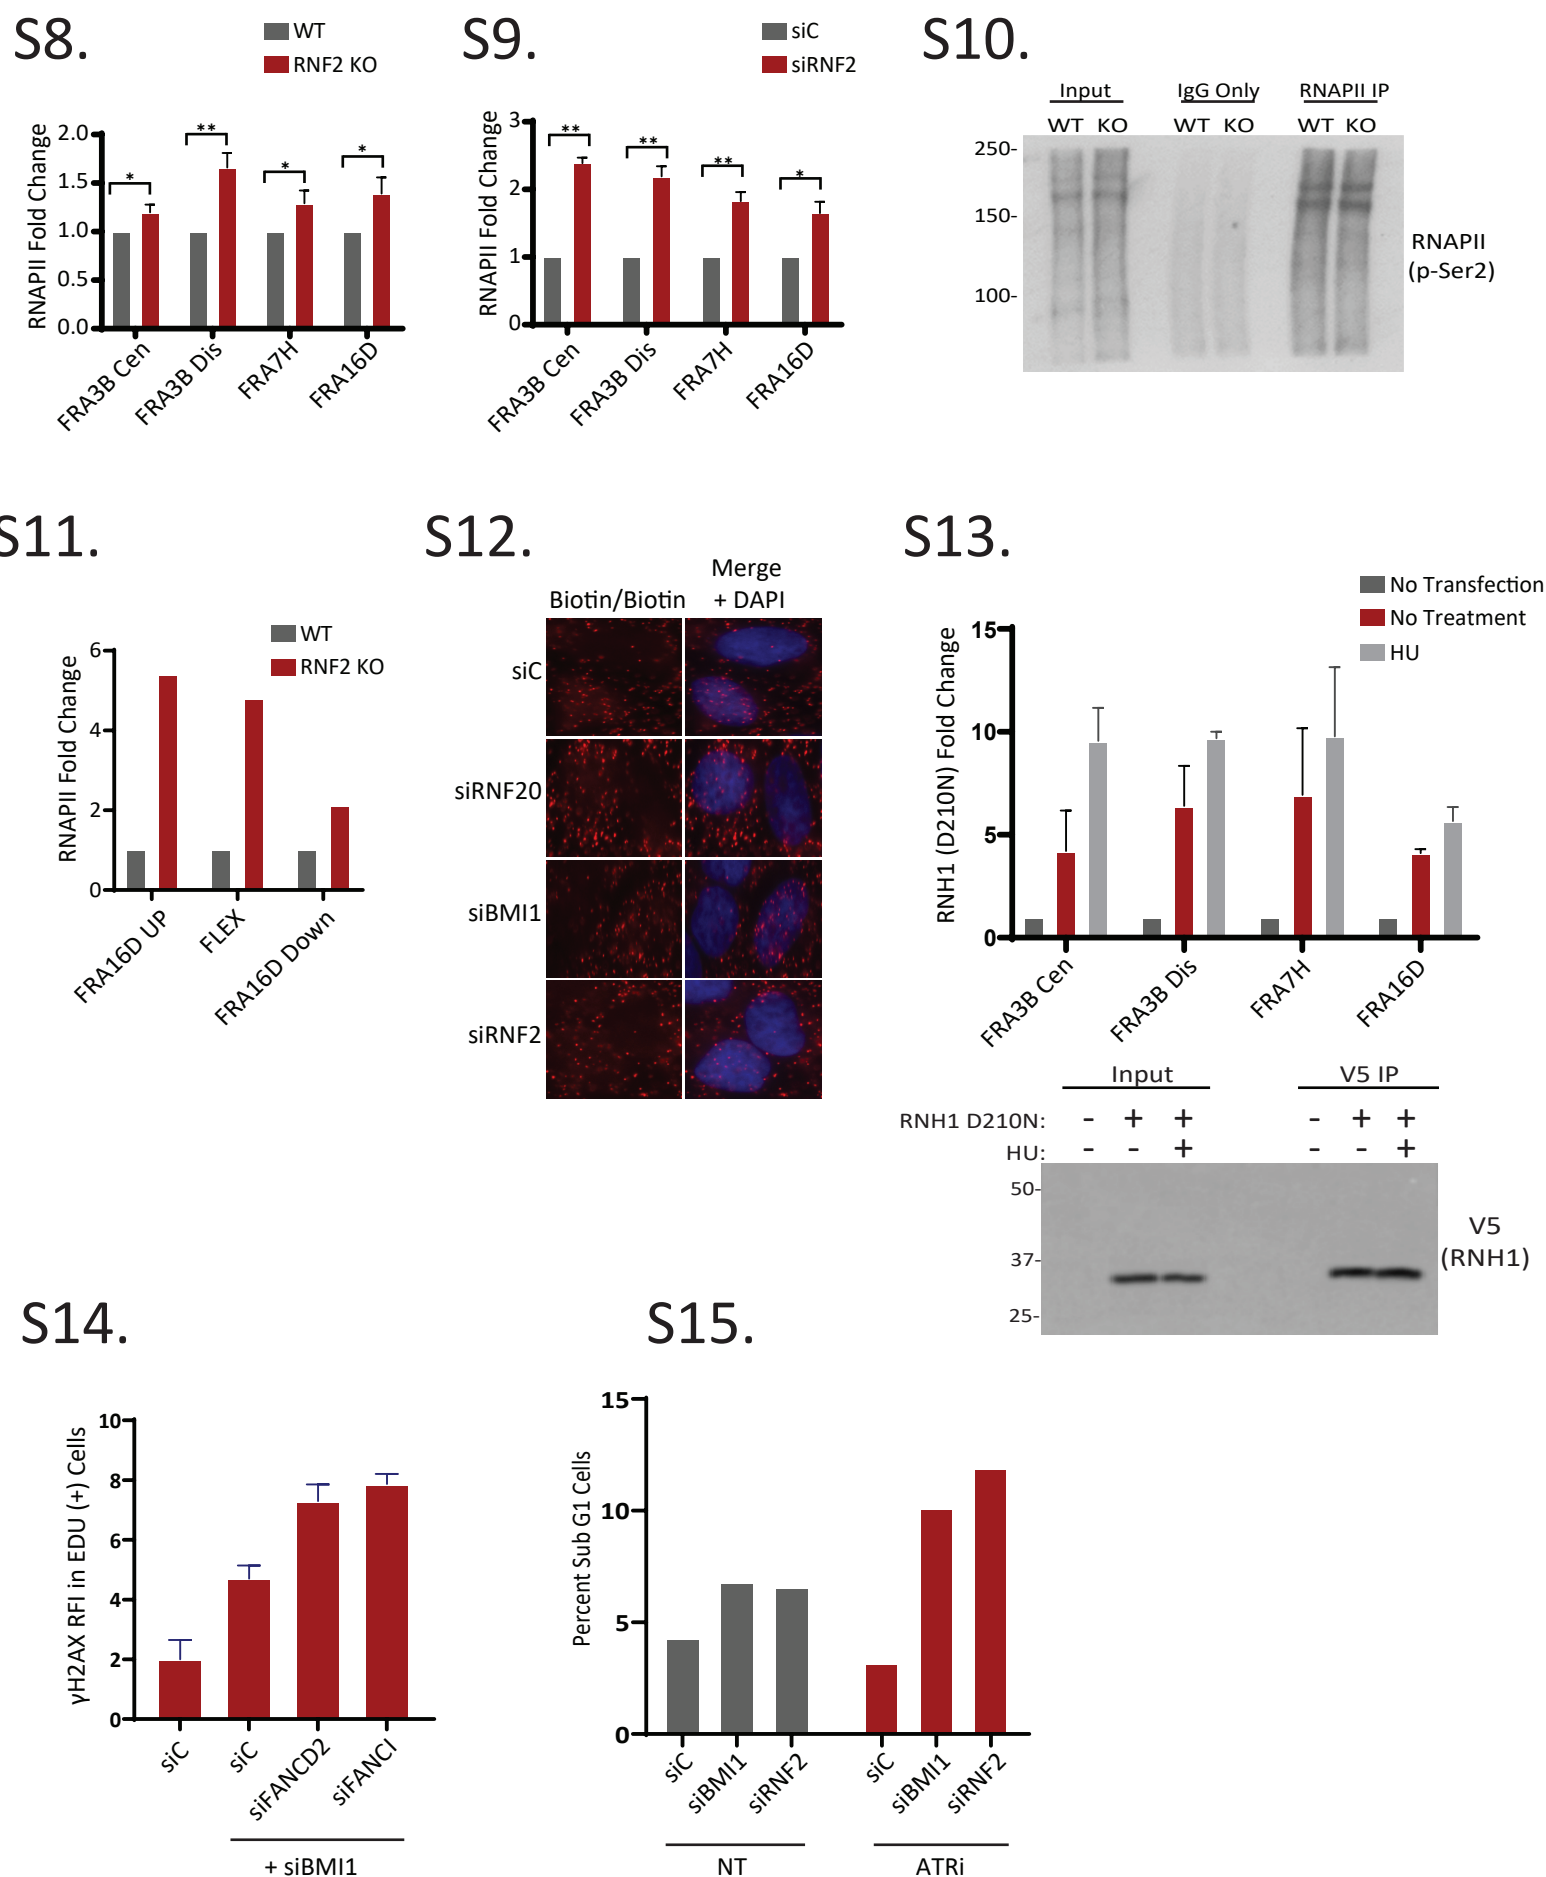 S8.
WT
RNF2 KO
RNAPII Fold Change
2.0
1.5
1.0
0.5
0.0
*
**
*
*
FRA3B Cen
FRA3B Dis
FRA7H
FRA16D
S9.
siC
siRNF2
RNAPII Fold Change
3
2
1
0
**
**
**
*
FRA3B Cen
FRA3B Dis
FRA7H
FRA16D
S10.
Input IgG Only RNAPII IP
WT KO WT KO WT KO
250-
150-
100-
RNAPII
(p-Ser2)
S11.
WT
RNF2 KO
RNAPII Fold Change
6
4
2
0
FRA16D UP
FLEX
FRA16D Down
S12.
Biotin/Biotin
Merge
+ DAPI
siC
siRNF20
siBMI1
siRNF2
S13.
No Transfection
No Treatment
HU
RNH1 (D210N) Fold Change
15
10
5
0
FRA3B Cen
FRA3B Dis
FRA7H
FRA16D
Input V5 IP
RNH1 D210N: - + + - + +
HU: - - + - - +
50-
37-
25-
V5
(RNH1)
S14.
γH2AX RFI in EDU (+) Cells
10
8
6
4
2
0
siC
siC
siFANCD2
siFANCI
+ siBMI1
S15.
Percent Sub G1 Cells
15
10
5
0
siC
siBMI1
siRNF2
siC
siBMI1
siRNF2
NT
ATRi